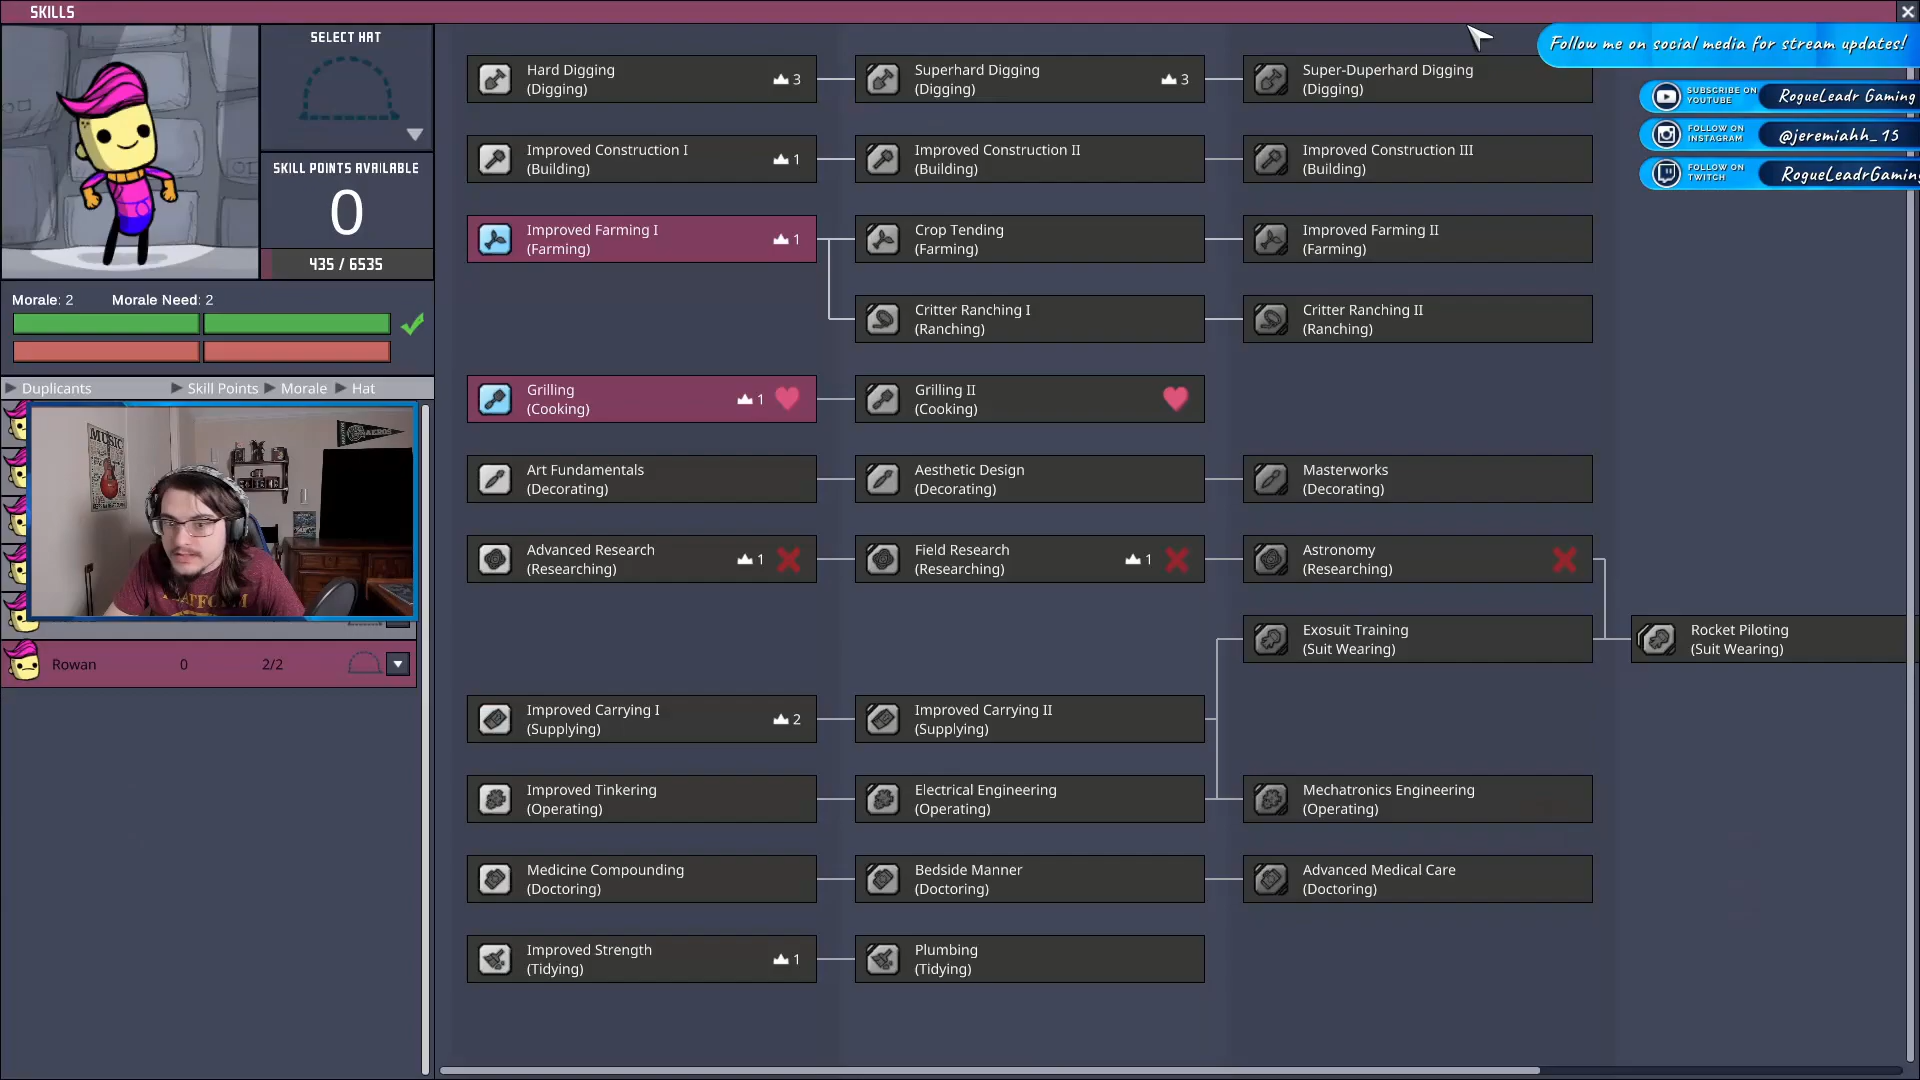 SKILLS
SELECT HAT
SKILL POINTS AVAILABLE
0
435 / 6535
Morale: 2 Morale Need: 2
Duplicants Skill Points Morale Hat
MUSIC
Rowan 0 2/2
Hard Digging
(Digging)
3
Superhard Digging
(Digging)
3
Super-Duperhard Digging
(Digging)
Improved Construction I
(Building)
1
Improved Construction II
(Building)
Improved Construction III
(Building)
Improved Farming I
(Farming)
1
Crop Tending
(Farming)
Improved Farming II
(Farming)
Critter Ranching I
(Ranching)
Critter Ranching II
(Ranching)
Grilling
(Cooking)
1
Grilling II
(Cooking)
Art Fundamentals
(Decorating)
Aesthetic Design
(Decorating)
Masterworks
(Decorating)
Advanced Research
(Researching)
1
Field Research
(Researching)
1
Astronomy
(Researching)
Exosuit Training
(Suit Wearing)
Rocket Piloting
(Suit Wearing)
Improved Carrying I
(Supplying)
2
Improved Carrying II
(Supplying)
Improved Tinkering
(Operating)
Electrical Engineering
(Operating)
Mechatronics Engineering
(Operating)
Medicine Compounding
(Doctoring)
Bedside Manner
(Doctoring)
Advanced Medical Care
(Doctoring)
Improved Strength
(Tidying)
1
Plumbing
(Tidying)
Follow me on social media for stream updates!
SUBSCRIBE ON
YOUTUBE
RogueLeadr Gaming
FOLLOW ON
INSTAGRAM
@jeremiahh_15
FOLLOW ON
TWITCH
RogueLeadrGaming